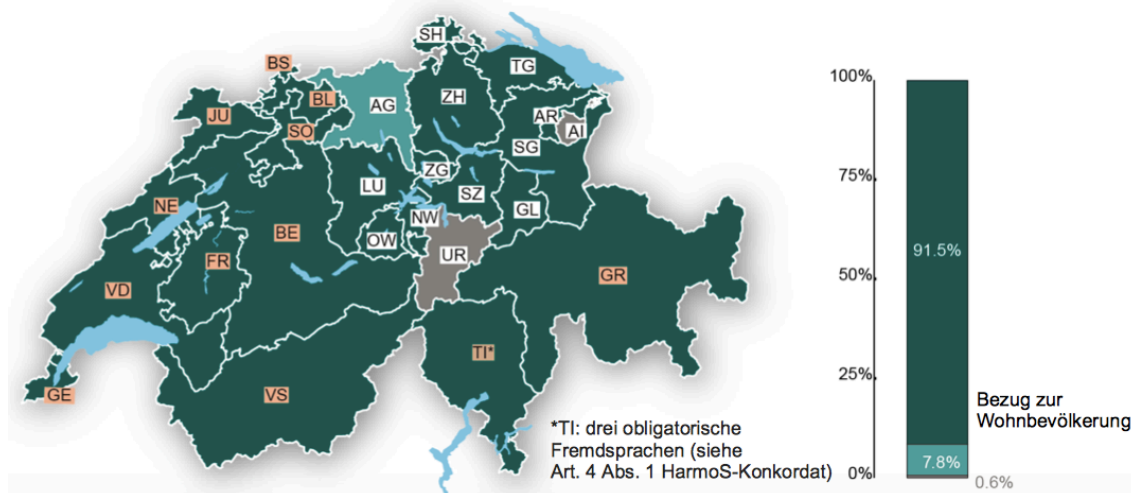 SH
BS
TG
BL
AG
ZH
JU
AR
AI
SO
SG
ZG
LU
SZ
NE
NW
GL
BE
OW
UR
FR
GR
VD
TI*
GE
VS
*TI: drei obligatorische
Fremdsprachen (siehe
Art. 4 Abs. 1 HarmoS-Konkordat)
100%
75%
50%
25%
0%
91.5%
7.8%
0.6%
Bezug zur
Wohnbevölkerung